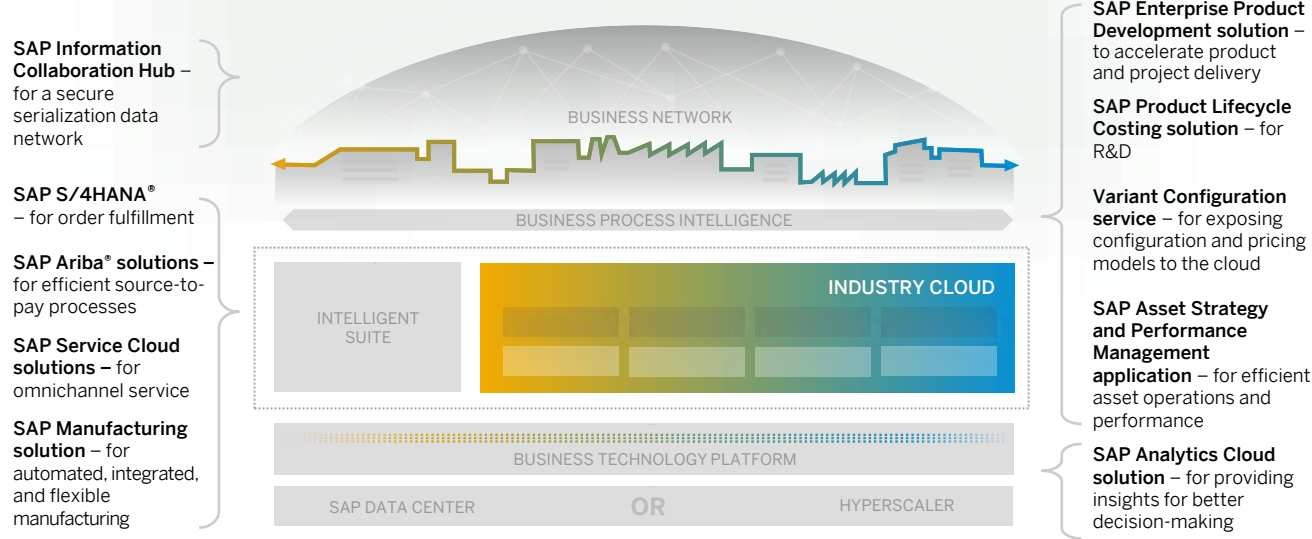 SAP Information
Collaboration Hub –
for a secure
serialization data
network
SAP S/4HANA®
– for order fulfillment
SAP Ariba® solutions –
for efficient source-to-
pay processes
SAP Service Cloud
solutions – for
omnichannel service
SAP Manufacturing
solution – for
automated, integrated,
and flexible
manufacturing
BUSINESS NETWORK
BUSINESS PROCESS INTELLIGENCE
INTELLIGENT
SUITE
INDUSTRY CLOUD
BUSINESS TECHNOLOGY PLATFORM
SAP DATA CENTER
OR
HYPERSCALER
SAP Enterprise Product
Development solution –
to accelerate product
and project delivery
SAP Product Lifecycle
Costing solution – for
R&D
Variant Configuration
service – for exposing
configuration and pricing
models to the cloud
SAP Asset Strategy
and Performance
Management
application – for efficient
asset operations and
performance
SAP Analytics Cloud
solution – for providing
insights for better
decision-making